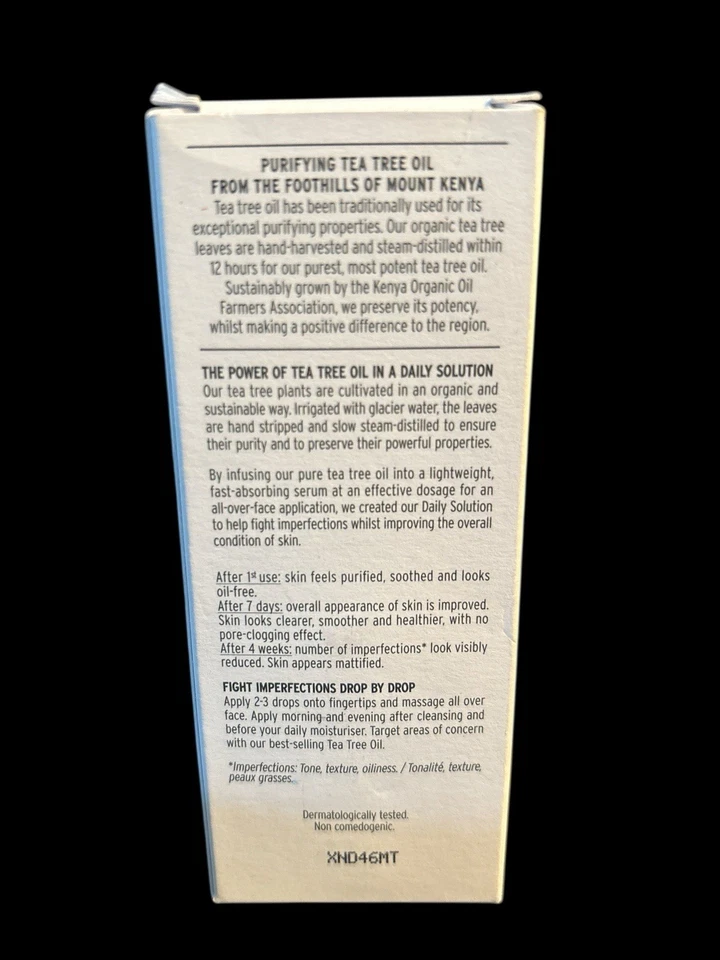 PURIFYING TEA TREE OIL
FROM THE FOOTHILLS OF MOUNT KENYA
Tea tree oil has been traditionally used for its
exceptional purifying properties. Our organic tea tree
leaves are hand-harvested and steam-distilled within
12 hours for our purest, most potent tea tree oil.
Sustainably grown by the Kenya Organic Oil
Farmers Association, we preserve its potency,
whilst making a positive difference to the region.
THE POWER OF TEA TREE OIL IN A DAILY SOLUTION
Our tea tree plants are cultivated in an organic and
sustainable way. Irrigated with glacier water, the leaves
are hand stripped and slow steam-distilled to ensure
their purity and to preserve their powerful properties.
By infusing our pure tea tree oil into a lightweight,
fast-absorbing serum at an effective dosage for an
all-over-face application, we created our Daily Solution
to help fight imperfections whilst improving the overall
condition of skin.
After 1st use: skin feels purified, soothed and looks
oil-free.
After 7 days: overall appearance of skin is improved.
Skin looks clearer, smoother and healthier, with no
pore-clogging effect.
After 4 weeks: number of imperfections* look visibly
reduced. Skin appears mattified.
FIGHT IMPERFECTIONS DROP BY DROP
Apply 2-3 drops onto fingertips and massage all over
face. Apply morning and evening after cleansing and
before your daily moisturiser. Target areas of concern
with our best-selling Tea Tree Oil.
*Imperfections: Tone, texture, oiliness. / Tonalité, texture,
peaux grasses.
Dermatologically tested.
Non comedogenic.
XND46MT